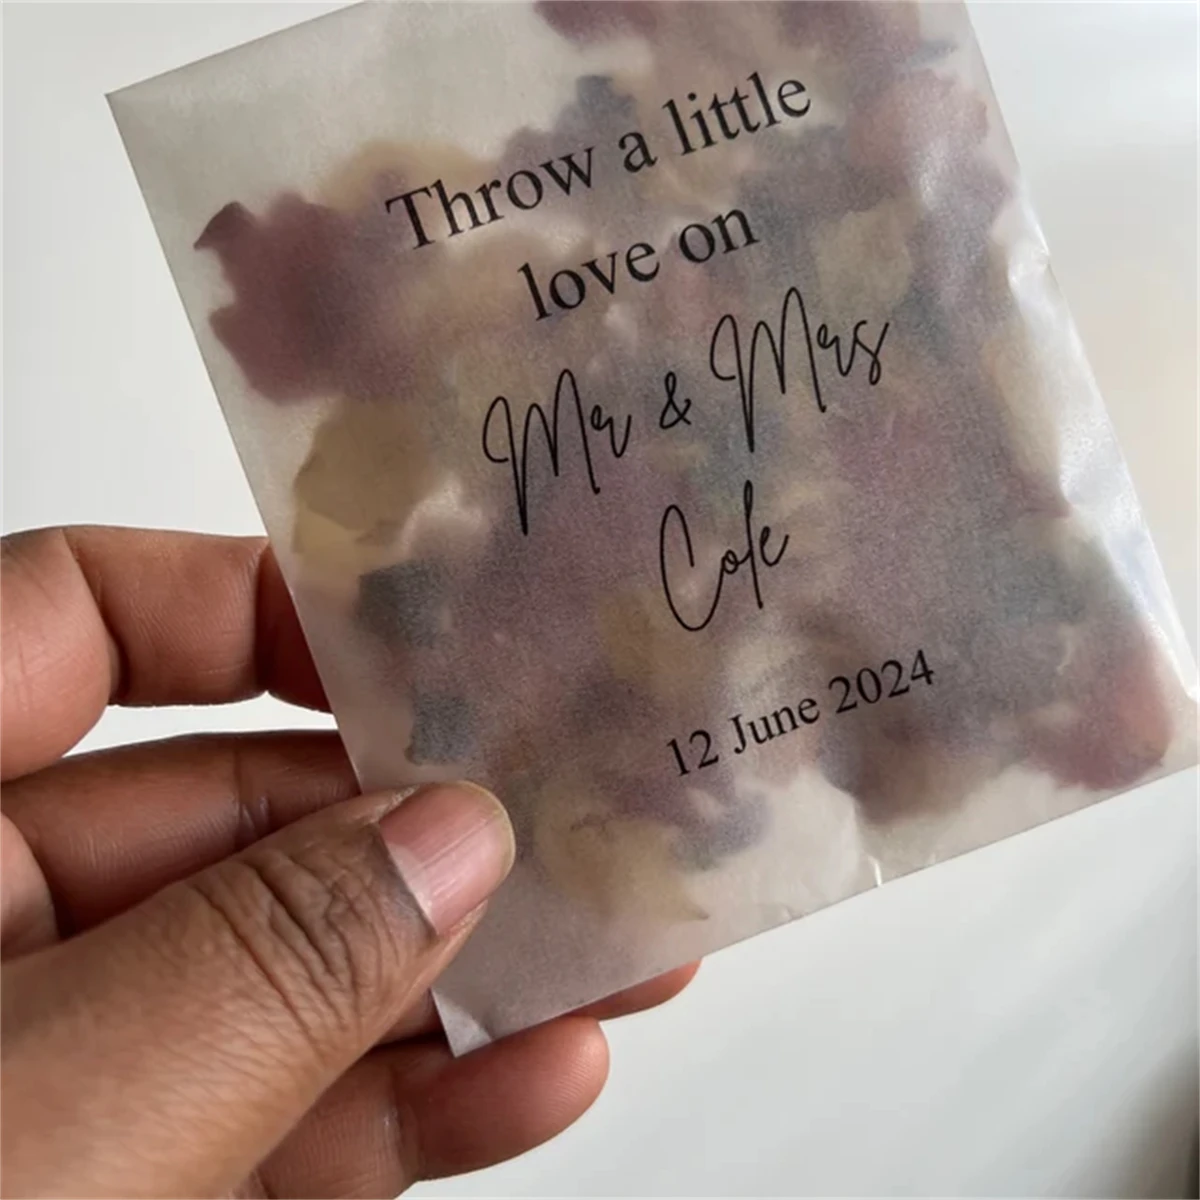 Throw a little
love on
Mr & Mrs
Cole
12 June 2024